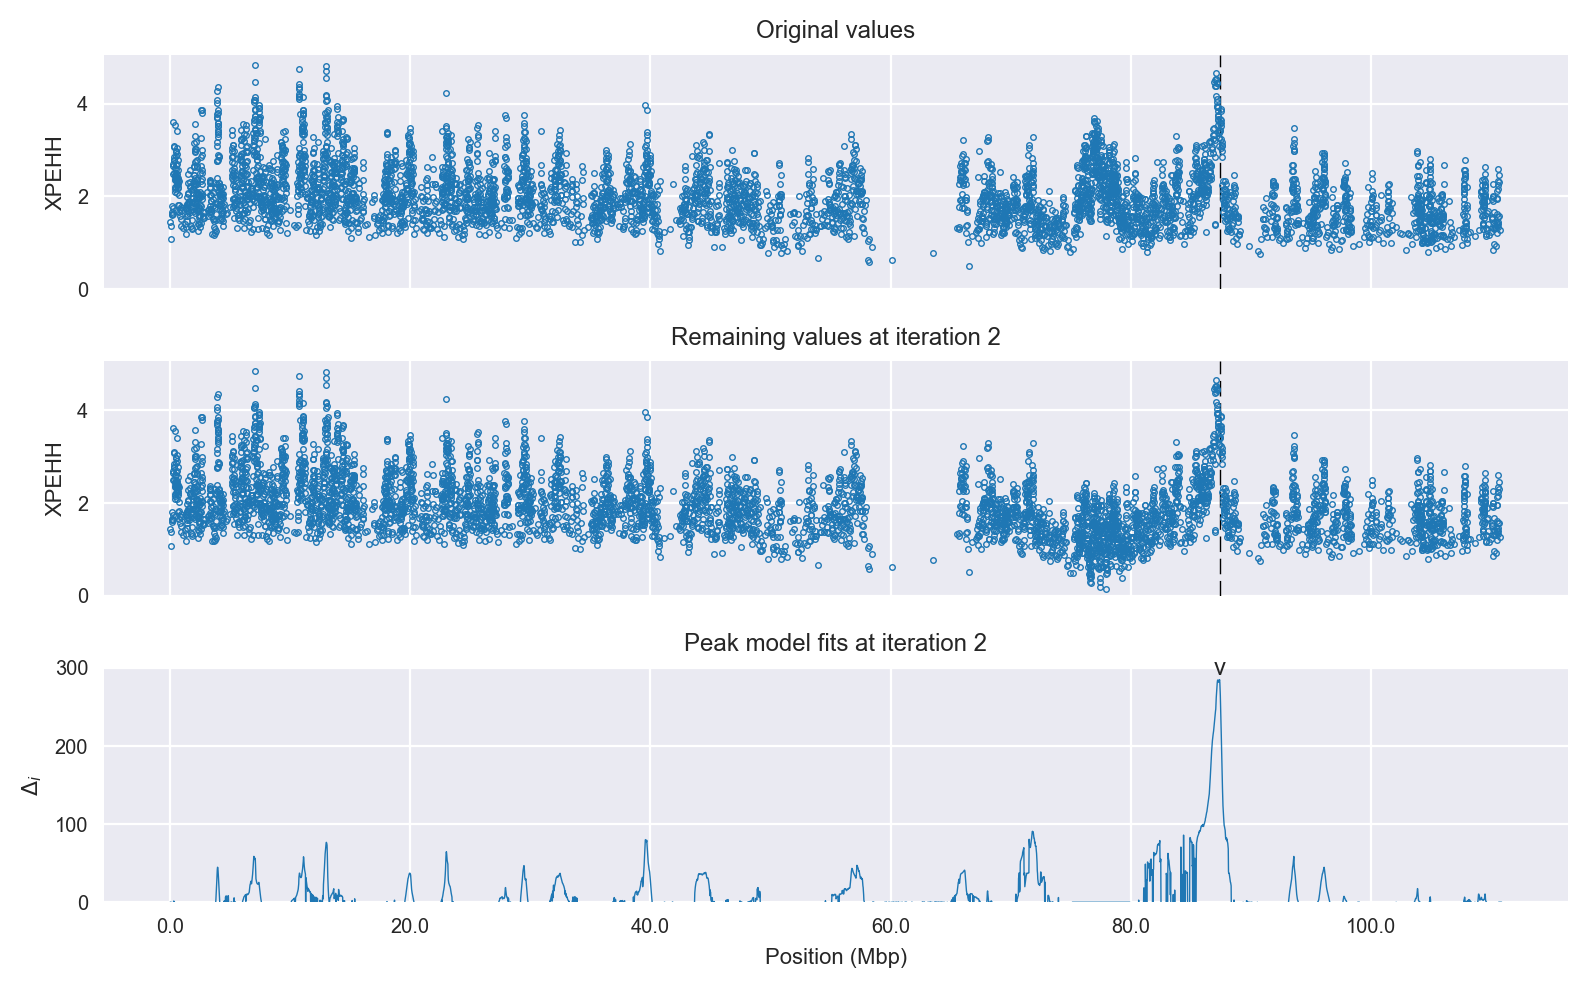 Original values
XPEHH
4
2
0
Remaining values at iteration 2
XPEHH
4
2
0
Peak model fits at iteration 2
v
Δi
300
200
100
0
0.0 20.0 40.0 60.0 80.0 100.0
Position (Mbp)